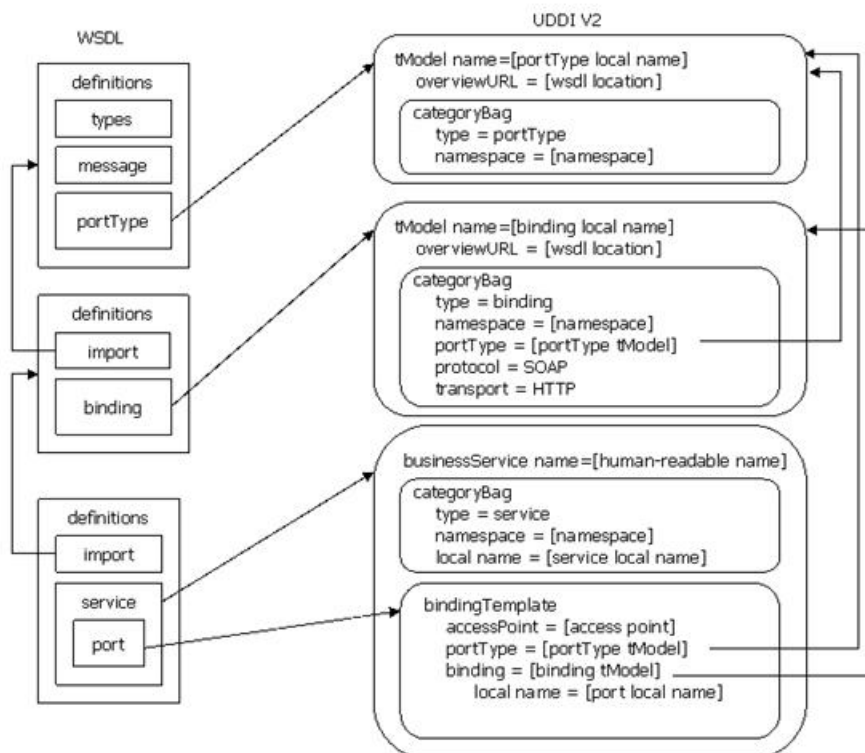 WSDL
definitions
types
message
portType
definitions
import
binding
definitions
import
service
port
UDDI V2
tModel name=[portType local name]
overviewURL = [wsdl location]
categoryBag
type = portType
namespace = [namespace]
tModel name=[binding local name]
overviewURL = [wsdl location]
categoryBag
type = binding
namespace = [namespace]
portType = [portType tModel]
protocol = SOAP
transport = HTTP
businessService name=[human-readable name]
categoryBag
type = service
namespace = [namespace]
local name = [service local name]
bindingTemplate
accessPoint = [access point]
portType = [portType tModel]
binding = [binding tModel]
local name = [port local name]